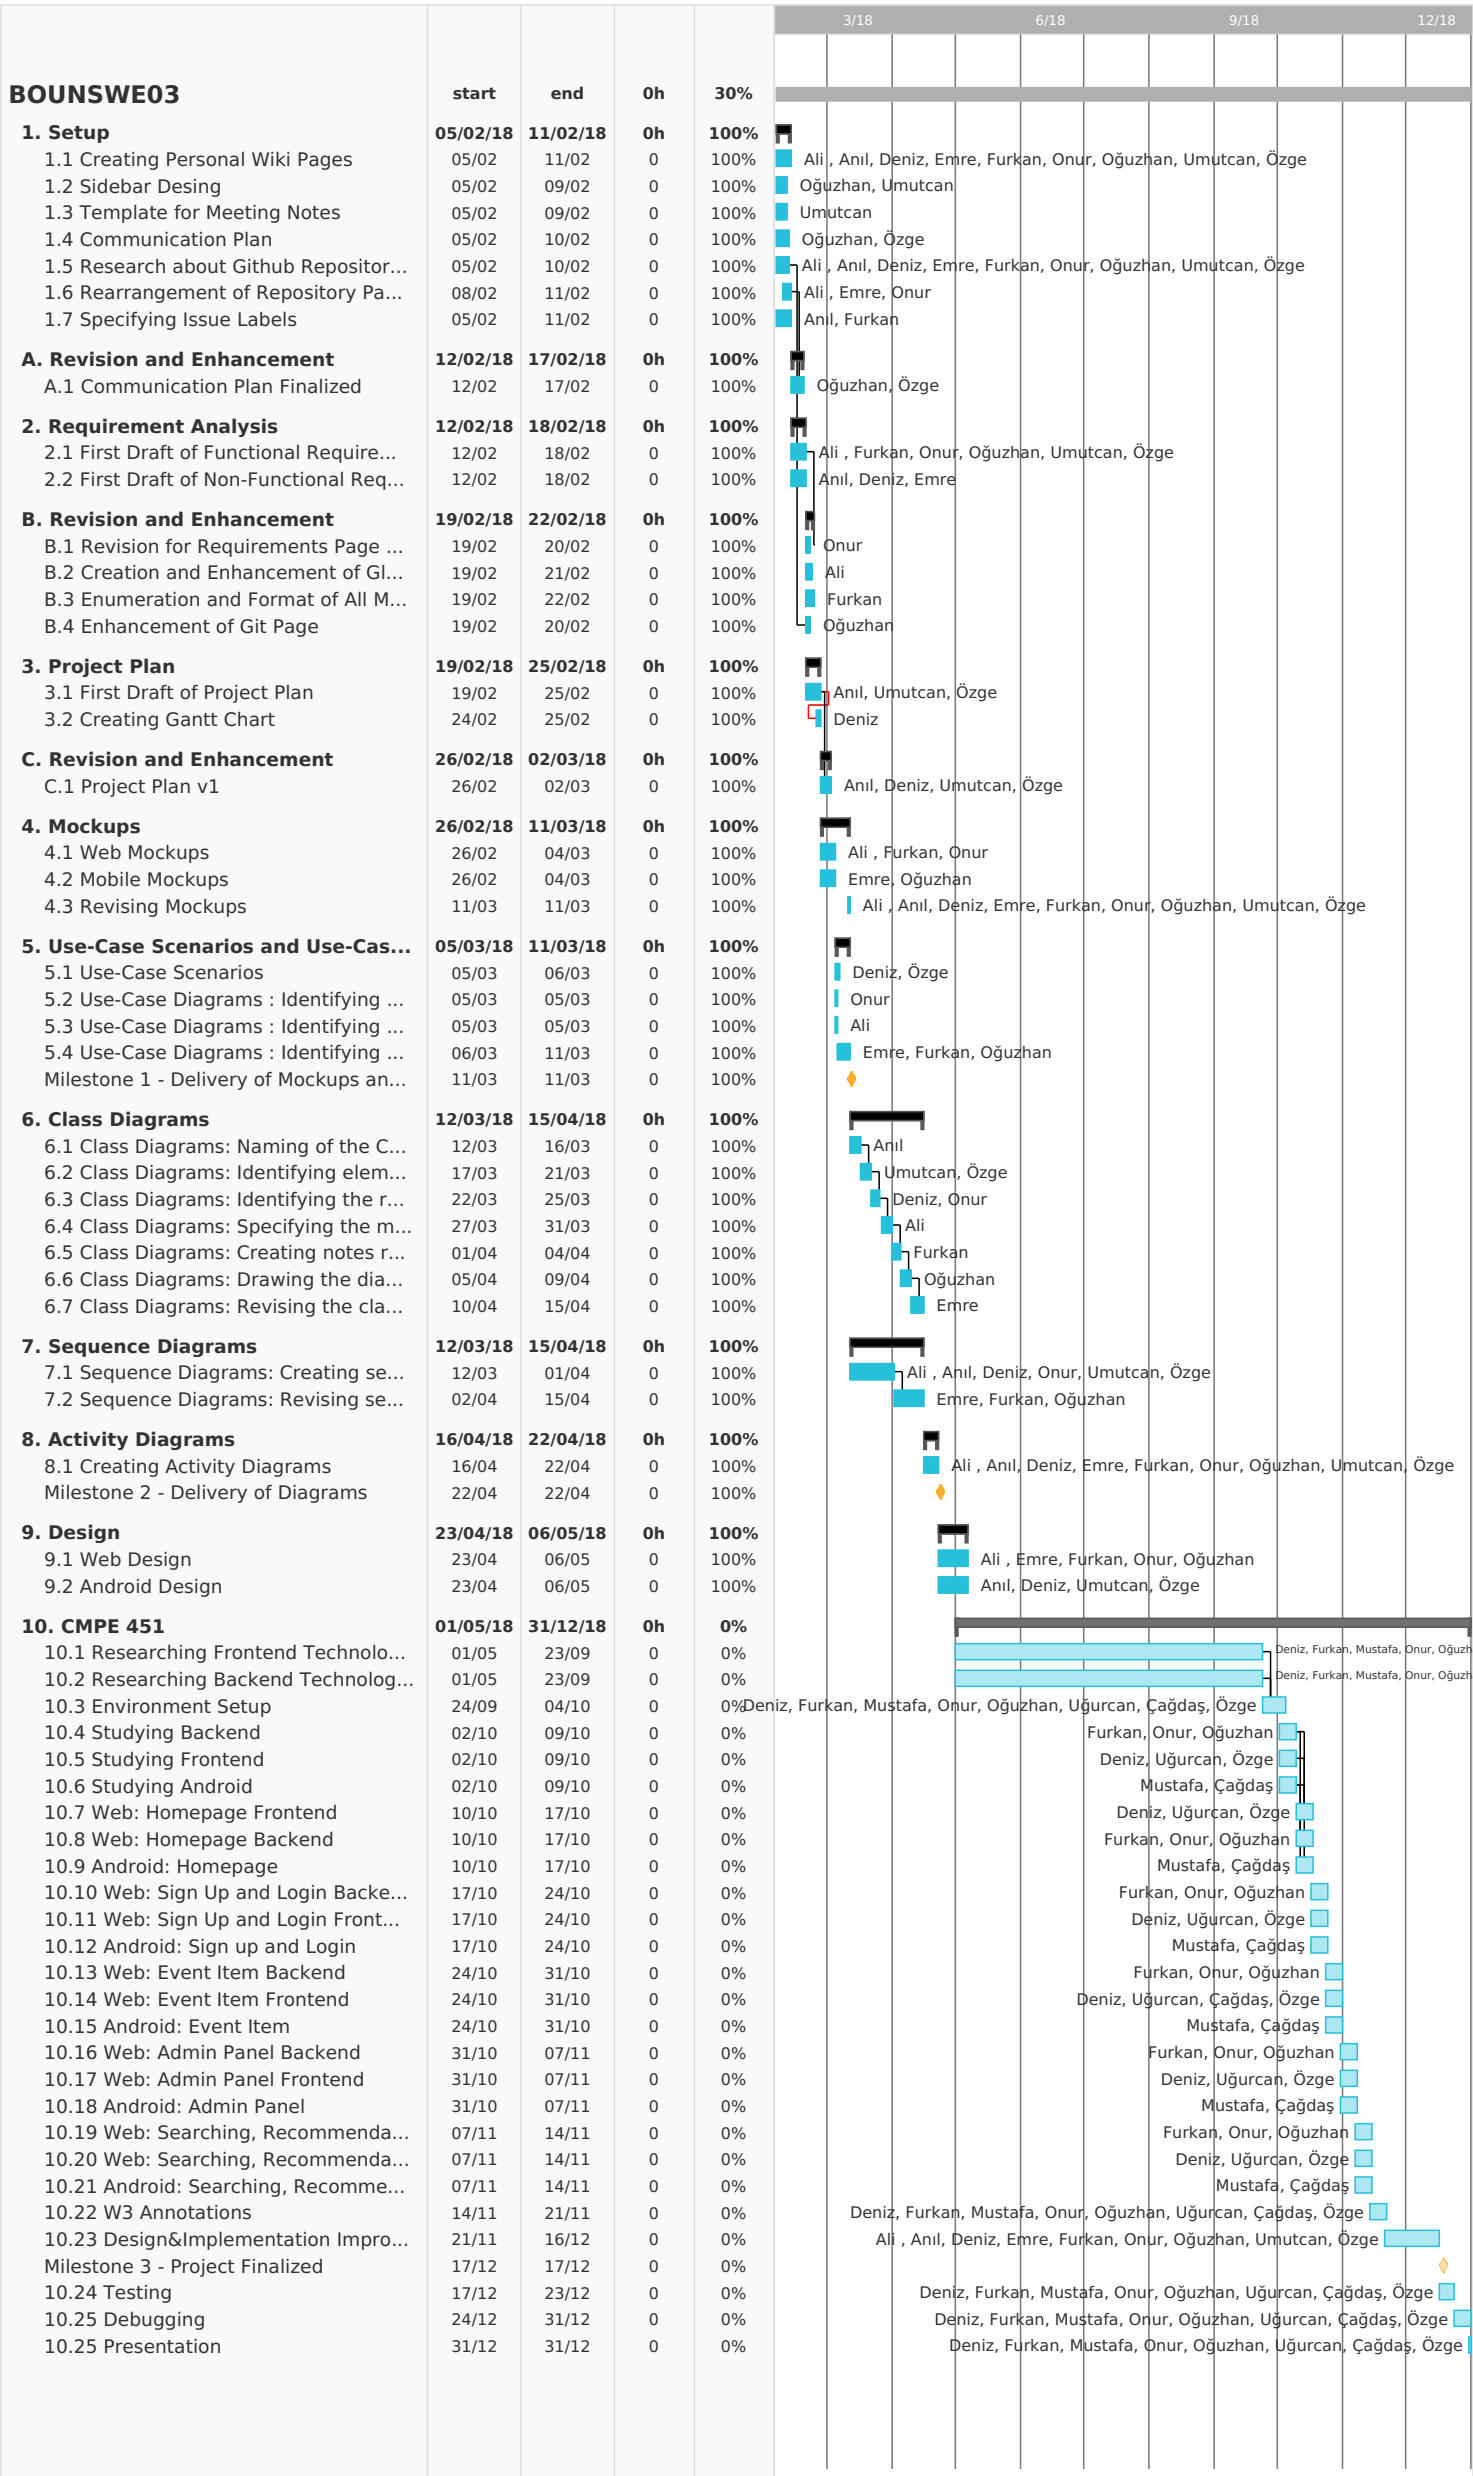 3/18 6/18 9/18 12/18
BOUNSWE03 start end 0h 30%
1. Setup 05/02/18 11/02/18 0h 100%
1.1 Creating Personal Wiki Pages 05/02 11/02 0 100% Ali , Anıl, Deniz, Emre, Furkan, Onur, Oğuzhan, Umutcan, Özge
1.2 Sidebar Desing 05/02 09/02 0 100% Oğuzhan, Umutcan
1.3 Template for Meeting Notes 05/02 09/02 0 100% Umutcan
1.4 Communication Plan 05/02 10/02 0 100% Oğuzhan, Özge
1.5 Research about Github Repositor... 05/02 10/02 0 100% Ali , Anıl, Deniz, Emre, Furkan, Onur, Oğuzhan, Umutcan, Özge
1.6 Rearrangement of Repository Pa... 08/02 11/02 0 100% Ali , Emre, Onur
1.7 Specifying Issue Labels 05/02 11/02 0 100% Anıl, Furkan
A. Revision and Enhancement 12/02/18 17/02/18 0h 100%
A.1 Communication Plan Finalized 12/02 17/02 0 100% Oğuzhan, Özge
2. Requirement Analysis 12/02/18 18/02/18 0h 100%
2.1 First Draft of Functional Require... 12/02 18/02 0 100% Ali , Furkan, Onur, Oğuzhan, Umutcan, Özge
2.2 First Draft of Non-Functional Req... 12/02 18/02 0 100% Anıl, Deniz, Emre
B. Revision and Enhancement 19/02/18 22/02/18 0h 100%
B.1 Revision for Requirements Page ... 19/02 20/02 0 100% Onur
B.2 Creation and Enhancement of Gl... 19/02 21/02 0 100% Ali
B.3 Enumeration and Format of All M... 19/02 22/02 0 100% Furkan
B.4 Enhancement of Git Page 19/02 20/02 0 100% Oğuzhan
3. Project Plan 19/02/18 25/02/18 0h 100%
3.1 First Draft of Project Plan 19/02 25/02 0 100% Anıl, Umutcan, Özge
3.2 Creating Gantt Chart 24/02 25/02 0 100% Deniz
C. Revision and Enhancement 26/02/18 02/03/18 0h 100%
C.1 Project Plan v1 26/02 02/03 0 100% Anıl, Deniz, Umutcan, Özge
4. Mockups 26/02/18 11/03/18 0h 100%
4.1 Web Mockups 26/02 04/03 0 100% Ali , Furkan, Onur
4.2 Mobile Mockups 26/02 04/03 0 100% Emre, Oğuzhan
4.3 Revising Mockups 11/03 11/03 0 100% Ali , Anıl, Deniz, Emre, Furkan, Onur, Oğuzhan, Umutcan, Özge
5. Use-Case Scenarios and Use-Cas... 05/03/18 11/03/18 0h 100%
5.1 Use-Case Scenarios 05/03 06/03 0 100% Deniz, Özge
5.2 Use-Case Diagrams : Identifying ... 05/03 05/03 0 100% Onur
5.3 Use-Case Diagrams : Identifying ... 05/03 05/03 0 100% Ali
5.4 Use-Case Diagrams : Identifying ... 06/03 11/03 0 100% Emre, Furkan, Oğuzhan
Milestone 1 - Delivery of Mockups an... 11/03 11/03 0 100%
6. Class Diagrams 12/03/18 15/04/18 0h 100%
6.1 Class Diagrams: Naming of the C... 12/03 16/03 0 100% Anıl
6.2 Class Diagrams: Identifying elem... 17/03 21/03 0 100% Umutcan, Özge
6.3 Class Diagrams: Identifying the r... 22/03 25/03 0 100% Deniz, Onur
6.4 Class Diagrams: Specifying the m... 27/03 31/03 0 100% Ali
6.5 Class Diagrams: Creating notes r... 01/04 04/04 0 100% Furkan
6.6 Class Diagrams: Drawing the dia... 05/04 09/04 0 100% Oğuzhan
6.7 Class Diagrams: Revising the cla... 10/04 15/04 0 100% Emre
7. Sequence Diagrams 12/03/18 15/04/18 0h 100%
7.1 Sequence Diagrams: Creating se... 12/03 01/04 0 100% Ali , Anıl, Deniz, Onur, Umutcan, Özge
7.2 Sequence Diagrams: Revising se... 02/04 15/04 0 100% Emre, Furkan, Oğuzhan
8. Activity Diagrams 16/04/18 22/04/18 0h 100%
8.1 Creating Activity Diagrams 16/04 22/04 0 100% Ali , Anıl, Deniz, Emre, Furkan, Onur, Oğuzhan, Umutcan, Özge
Milestone 2 - Delivery of Diagrams 22/04 22/04 0 100%
9. Design 23/04/18 06/05/18 0h 100%
9.1 Web Design 23/04 06/05 0 100% Ali , Emre, Furkan, Onur, Oğuzhan
9.2 Android Design 23/04 06/05 0 100% Anıl, Deniz, Umutcan, Özge
10. CMPE 451 01/05/18 31/12/18 0h 0%
10.1 Researching Frontend Technolo... 01/05 23/09 0 0% Deniz, Furkan, Mustafa, Onur, Oğuzh
10.2 Researching Backend Technolog... 01/05 23/09 0 0% Deniz, Furkan, Mustafa, Onur, Oğuzh
10.3 Environment Setup 24/09 04/10 0 0% Deniz, Furkan, Mustafa, Onur, Oğuzhan, Uğurcan, Çağdaş, Özge
10.4 Studying Backend 02/10 09/10 0 0% Furkan, Onur, Oğuzhan
10.5 Studying Frontend 02/10 09/10 0 0% Deniz, Uğurcan, Özge
10.6 Studying Android 02/10 09/10 0 0% Mustafa, Çağdaş
10.7 Web: Homepage Frontend 10/10 17/10 0 0% Deniz, Uğurcan, Özge
10.8 Web: Homepage Backend 10/10 17/10 0 0% Furkan, Onur, Oğuzhan
10.9 Android: Homepage 10/10 17/10 0 0% Mustafa, Çağdaş
10.10 Web: Sign Up and Login Backe... 17/10 24/10 0 0% Furkan, Onur, Oğuzhan
10.11 Web: Sign Up and Login Front... 17/10 24/10 0 0% Deniz, Uğurcan, Özge
10.12 Android: Sign up and Login 17/10 24/10 0 0% Mustafa, Çağdaş
10.13 Web: Event Item Backend 24/10 31/10 0 0% Furkan, Onur, Oğuzhan
10.14 Web: Event Item Frontend 24/10 31/10 0 0% Deniz, Uğurcan, Çağdaş, Özge
10.15 Android: Event Item 24/10 31/10 0 0% Mustafa, Çağdaş
10.16 Web: Admin Panel Backend 31/10 07/11 0 0% Furkan, Onur, Oğuzhan
10.17 Web: Admin Panel Frontend 31/10 07/11 0 0% Deniz, Uğurcan, Özge
10.18 Android: Admin Panel 31/10 07/11 0 0% Mustafa, Çağdaş
10.19 Web: Searching, Recommenda... 07/11 14/11 0 0% Furkan, Onur, Oğuzhan
10.20 Web: Searching, Recommenda... 07/11 14/11 0 0% Deniz, Uğurcan, Özge
10.21 Android: Searching, Recomme... 07/11 14/11 0 0% Mustafa, Çağdaş
10.22 W3 Annotations 14/11 21/11 0 0% Deniz, Furkan, Mustafa, Onur, Oğuzhan, Uğurcan, Çağdaş, Özge
10.23 Design&Implementation Impro... 21/11 16/12 0 0% Ali , Anıl, Deniz, Emre, Furkan, Onur, Oğuzhan, Umutcan, Özge
Milestone 3 - Project Finalized 17/12 17/12 0 0%
10.24 Testing 17/12 23/12 0 0% Deniz, Furkan, Mustafa, Onur, Oğuzhan, Uğurcan, Çağdaş, Özge
10.25 Debugging 24/12 31/12 0 0% Deniz, Furkan, Mustafa, Onur, Oğuzhan, Uğurcan, Çağdaş, Özge
10.25 Presentation 31/12 31/12 0 0% Deniz, Furkan, Mustafa, Onur, Oğuzhan, Uğurcan, Çağdaş, Özge